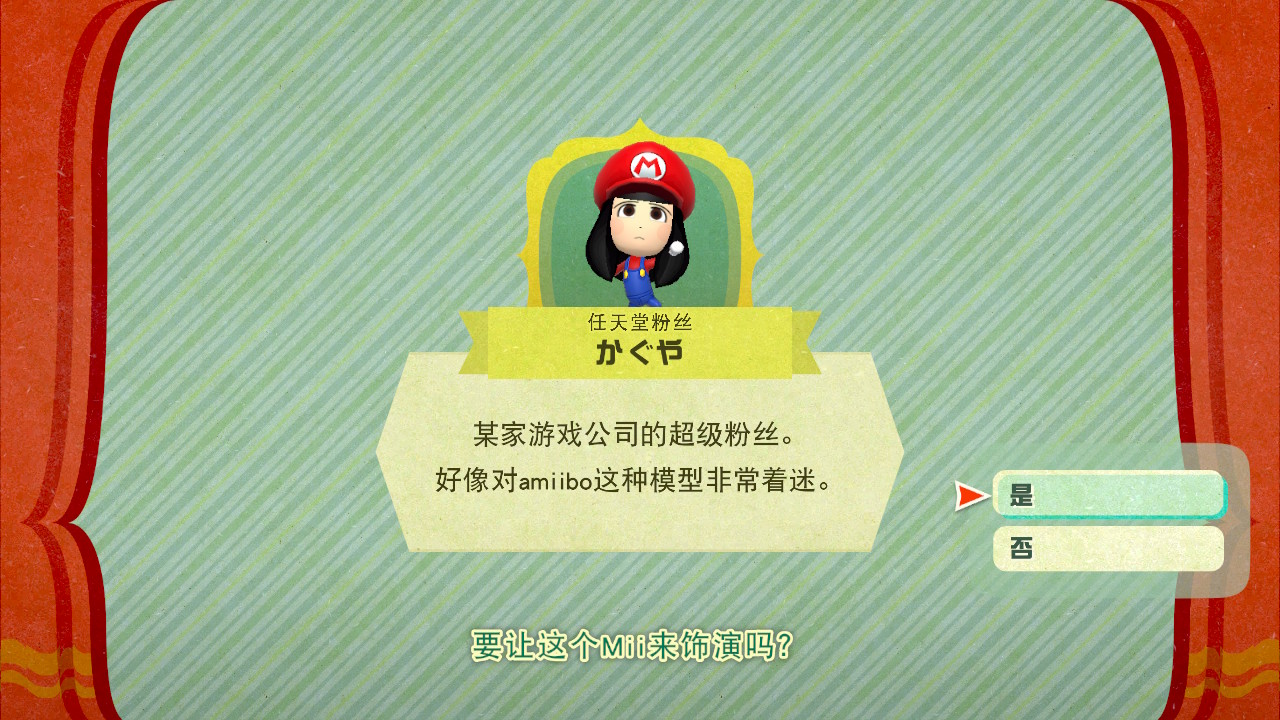 M
任天堂粉丝
かぐや
某家游戏公司的超级粉丝。
好像对amiibo这种模型非常着迷。
是
否
要让这个Mii来饰演吗?